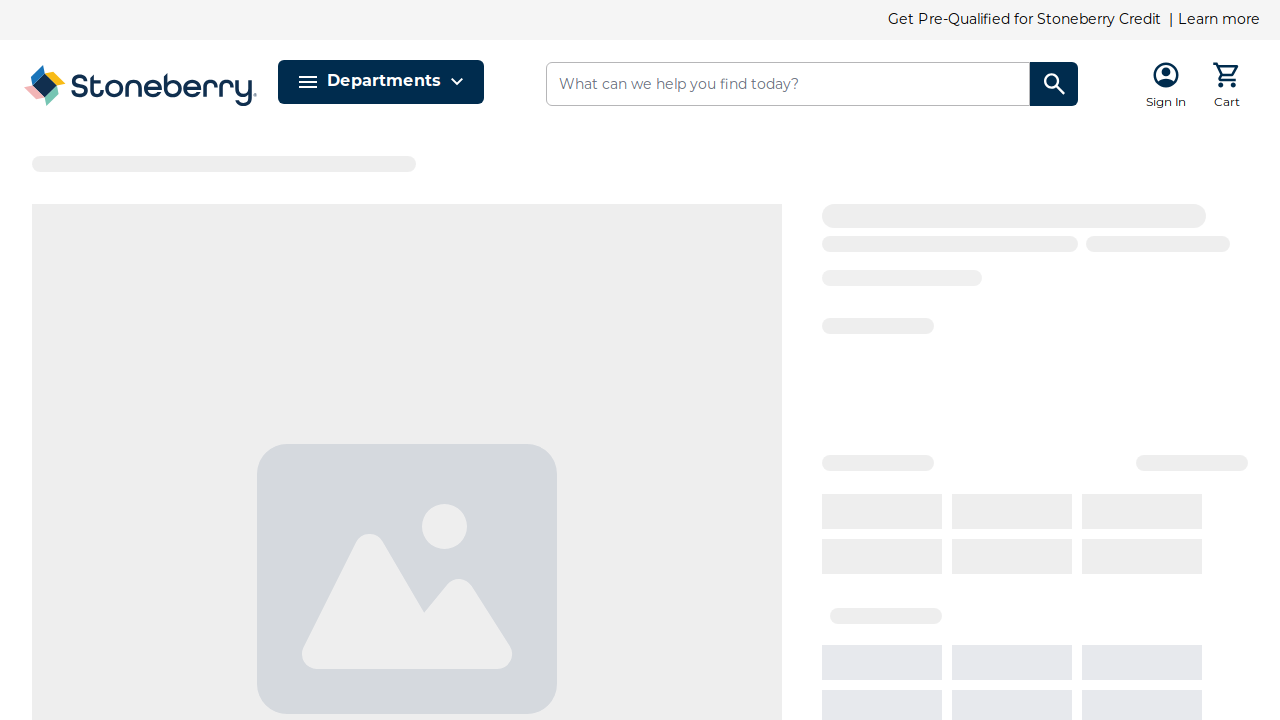 Get Pre-Qualified for Stoneberry Credit | Learn more
Stoneberry®
Departments
What can we help you find today?
Sign In
Cart